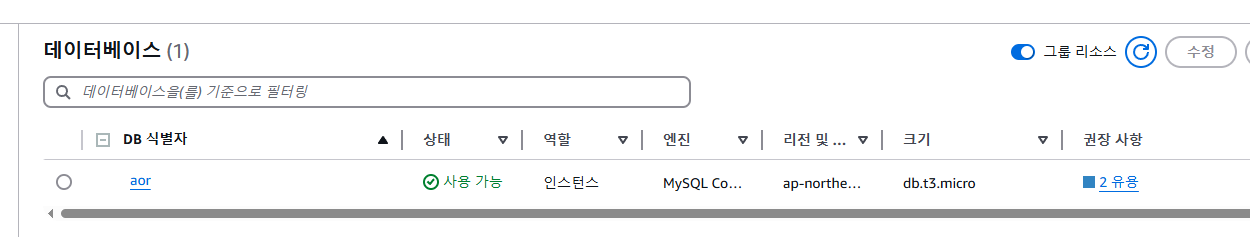 데이터베이스 (1)
그룹 리소스
수정
데이터베이스을(를) 기준으로 필터링
DB 식별자 상태 역할 엔진 리전 및 ... 크기 권장 사항
aor 사용 가능 인스턴스 MySQL Co... ap-northe... db.t3.micro 2 유용